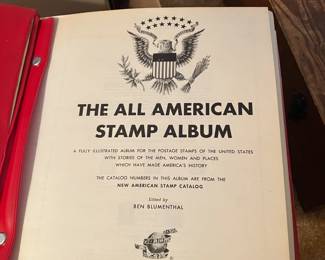 THE ALL AMERICAN
STAMP ALBUM
A FULLY ILLUSTRATED ALBUM FOR THE POSTAGE STAMPS OF THE UNITED STATES
WITH STORIES OF THE MEN, WOMEN AND PLACES
WHICH HAVE MADE AMERICA'S HISTORY
THE CATALOG NUMBERS IN THIS ALBUM ARE FROM THE
NEW AMERICAN STAMP CATALOG
Edited by
BEN BLUMENTHAL